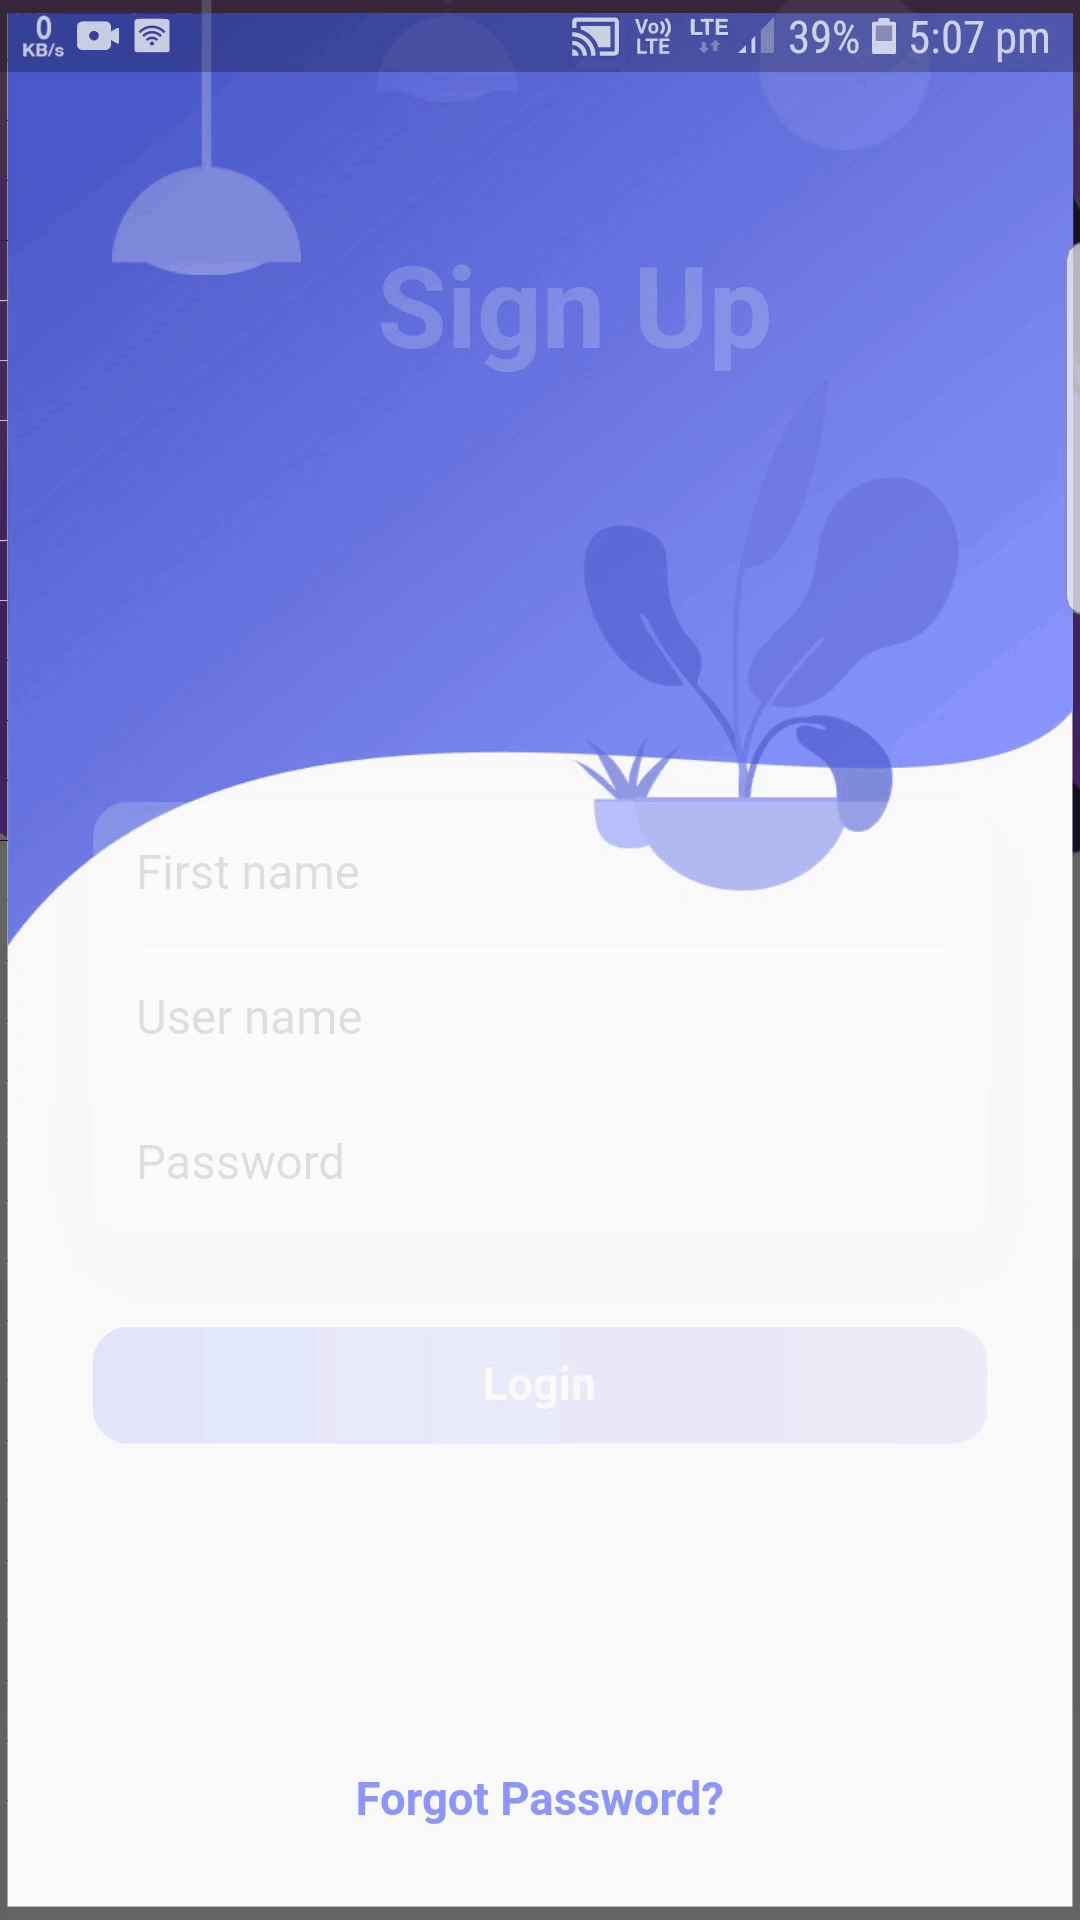 0
KB/s
Vo))
LTE
LTE
39%
5:07 pm
Sign Up
First name
User name
Password
Login
Forgot Password?